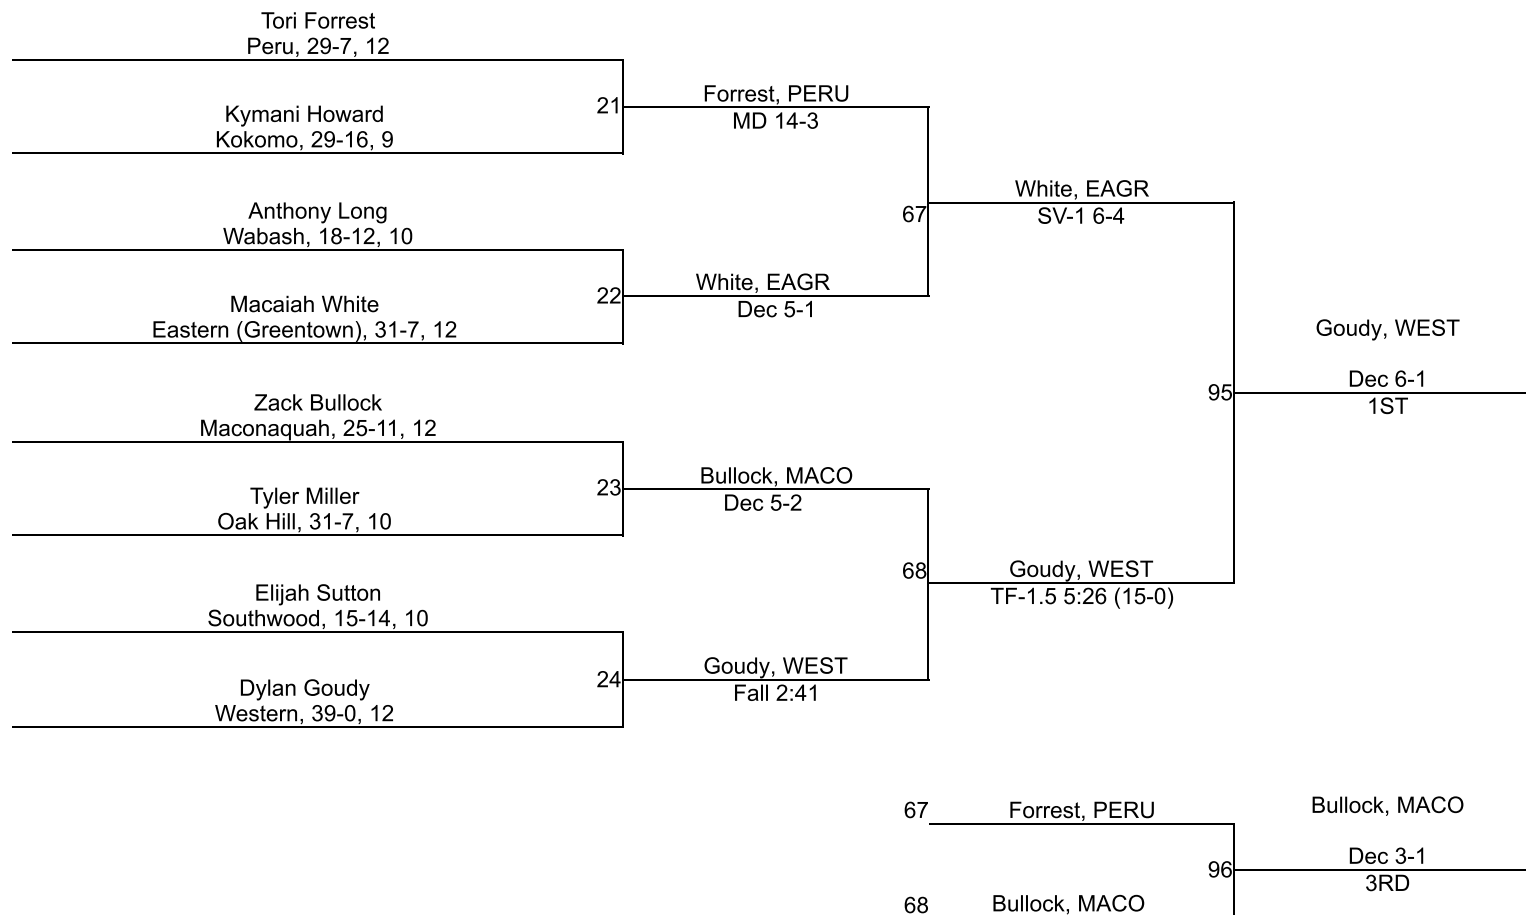 Tori Forrest
Peru, 29-7, 12
21
Kymani Howard
Kokomo, 29-16, 9
Forrest, PERU
MD 14-3
Anthony Long
Wabash, 18-12, 10
22
Macaiah White
Eastern (Greentown), 31-7, 12
White, EAGR
Dec 5-1
67
White, EAGR
SV-1 6-4
Zack Bullock
Maconaquah, 25-11, 12
23
Tyler Miller
Oak Hill, 31-7, 10
Bullock, MACO
Dec 5-2
Elijah Sutton
Southwood, 15-14, 10
24
Dylan Goudy
Western, 39-0, 12
Goudy, WEST
Fall 2:41
68
Goudy, WEST
TF-1.5 5:26 (15-0)
95
Goudy, WEST
Dec 6-1
1ST
67
Forrest, PERU
96
68
Bullock, MACO
Bullock, MACO
Dec 3-1
3RD